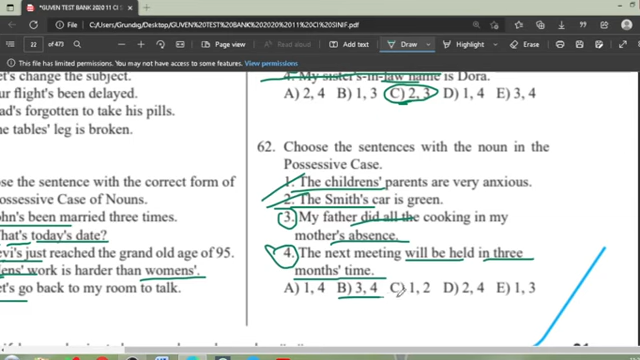 *GUVEN TEST BANK 2020 11 CI SINIF.
File | C:/Users/Grundig/Desktop/GUVEN%20TEST%20BANK%202020%2011%20CI%20SINIF.pdf
22 of 473
Page view
Read aloud
Add text
Draw
Highlight
Erase
This file has limited permissions. You may not have access to some features. View permissions
et's change the subject.
ur flight's been delayed.
ad's forgotten to take his pills.
he tables' leg is broken.
ose the sentence with the correct form of
ossessive Case of Nouns.
ohn's been married three times.
hat's today's date?
evi's just reached the grand old age of 95.
ens' work is harder than womens'.
et's go back to my room to talk.
4. My sister's-in-law name is Dora.
A) 2, 4 B) 1, 3 C) 2, 3 D) 1, 4 E) 3, 4
62. Choose the sentences with the noun in the
Possessive Case.
1. The childrens' parents are very anxious.
2. The Smith's car is green.
3. My father did all the cooking in my
mother's absence.
4. The next meeting will be held in three
months' time.
A) 1, 4 B) 3, 4 C) 1, 2 D) 2, 4 E) 1, 3